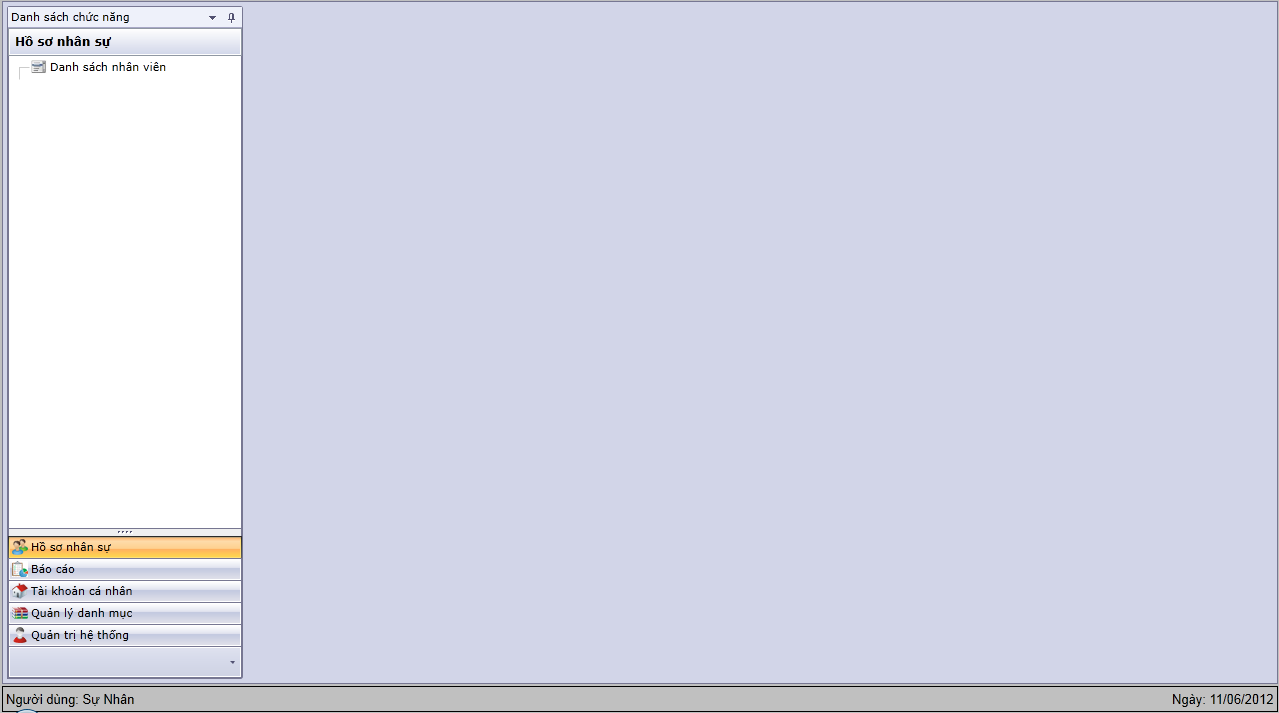 Danh sách chức năng
Hồ sơ nhân sự
Danh sách nhân viên
Hồ sơ nhân sự
Báo cáo
Tài khoản cá nhân
Quản lý danh mục
Quản trị hệ thống
Người dùng: Sự Nhân
Ngày: 11/06/2012